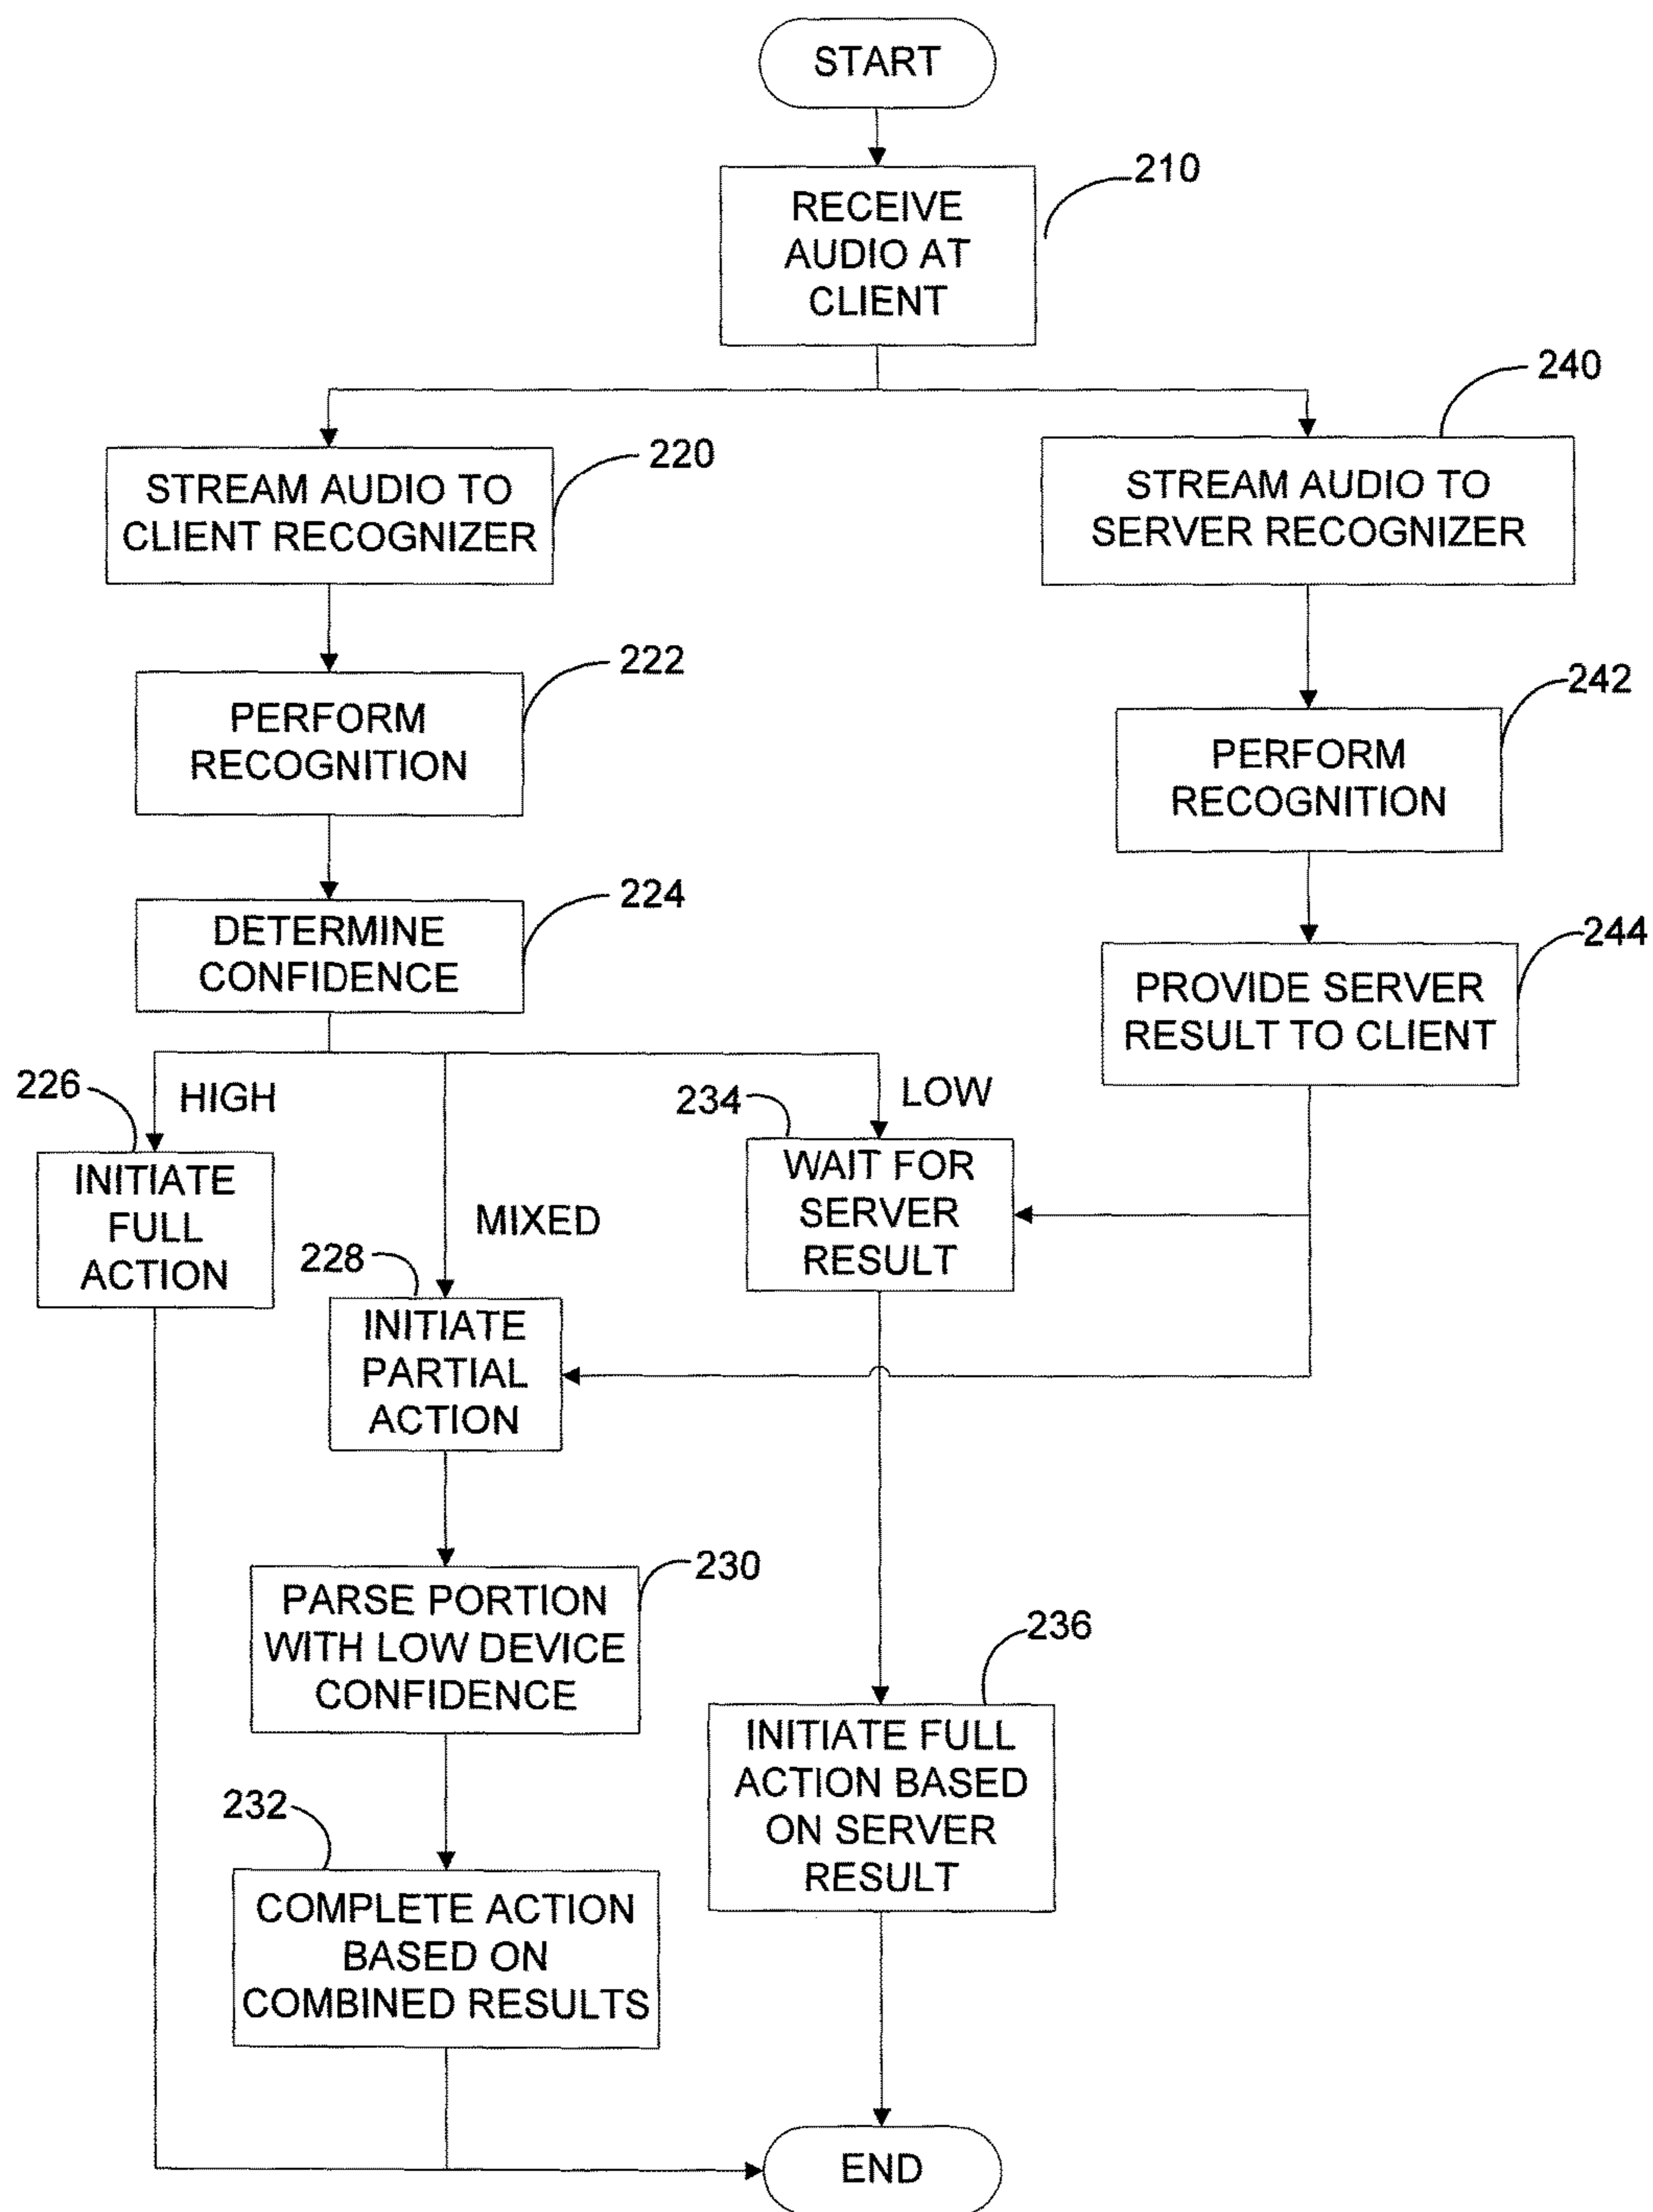 START
210
RECEIVE
AUDIO AT
CLIENT
240
220
STREAM AUDIO TO
CLIENT RECOGNIZER
STREAM AUDIO TO
SERVER RECOGNIZER
222
PERFORM
RECOGNITION
242
PERFORM
RECOGNITION
224
DETERMINE
CONFIDENCE
244
PROVIDE SERVER
RESULT TO CLIENT
226
HIGH
INITIATE
FULL
ACTION
MIXED
228
INITIATE
PARTIAL
ACTION
LOW
234
WAIT FOR
SERVER
RESULT
230
PARSE PORTION
WITH LOW DEVICE
CONFIDENCE
236
INITIATE FULL
ACTION BASED
ON SERVER
RESULT
232
COMPLETE ACTION
BASED ON
COMBINED RESULTS
END